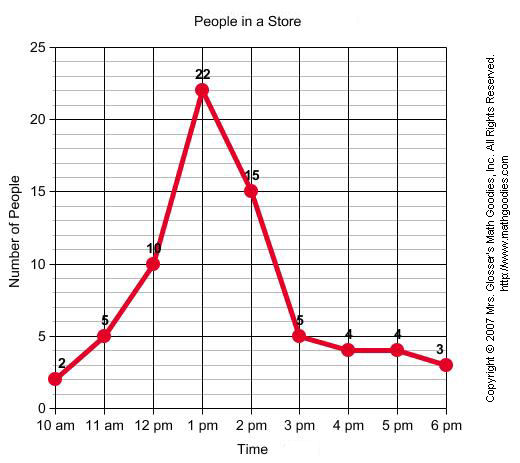 People in a Store
25
20
15
10
5
0
Number of People
2
5
10
22
15
5
4
4
3
10 am 11 am 12 pm 1 pm 2 pm 3 pm 4 pm 5 pm 6 pm
Time
Copyright © 2007 Mrs. Glosser's Math Goodies, Inc. All Rights Reserved.
http://www.mathgoodies.com